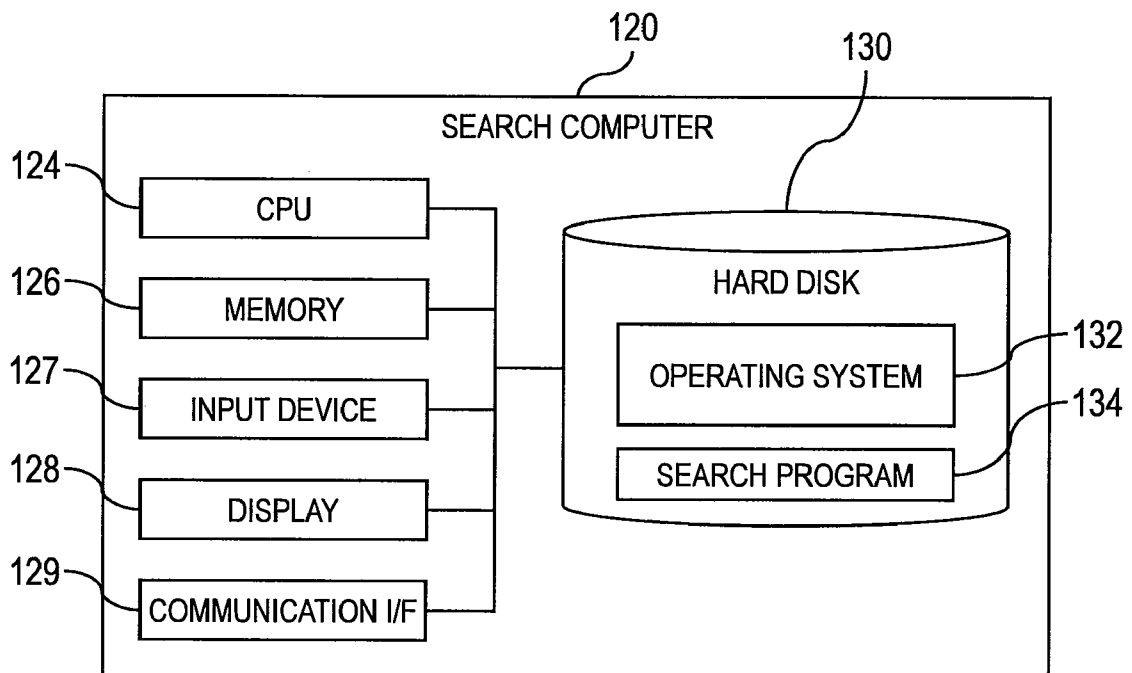 120
130
SEARCH COMPUTER
124
CPU
126
MEMORY
127
INPUT DEVICE
128
DISPLAY
129
COMMUNICATION I/F
HARD DISK
OPERATING SYSTEM
132
SEARCH PROGRAM
134